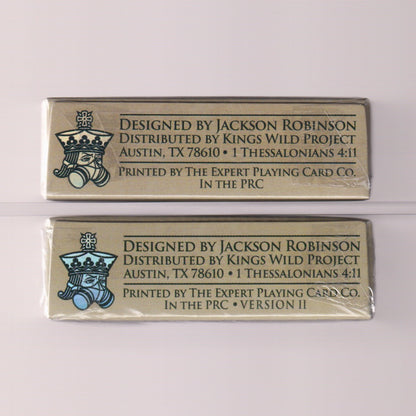 Designed by Jackson Robinson
Distributed by Kings Wild Project
Austin, TX 78610 • 1 Thessalonians 4:11
Printed by The Expert Playing Card Co.
In the PRC
Designed by Jackson Robinson
Distributed by Kings Wild Project
Austin, TX 78610 • 1 Thessalonians 4:11
Printed by The Expert Playing Card Co.
In the PRC • Version II